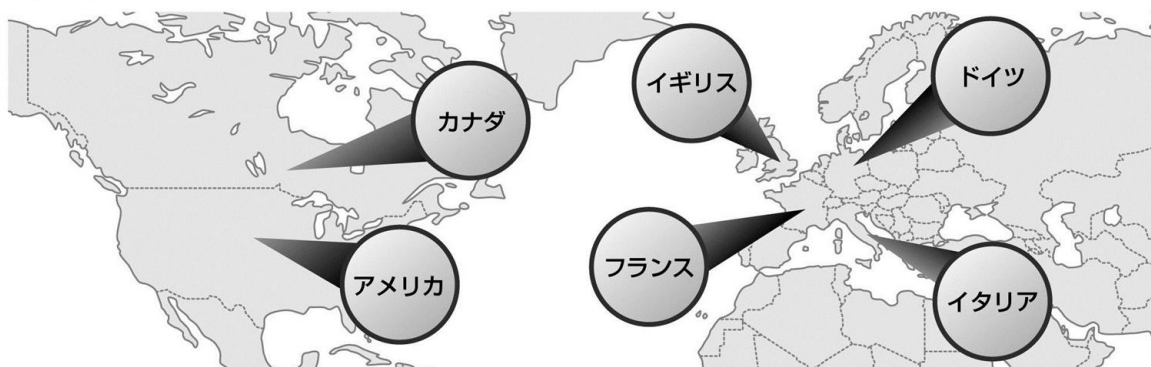 カナダ
アメリカ
イギリス
ドイツ
フランス
イタリア